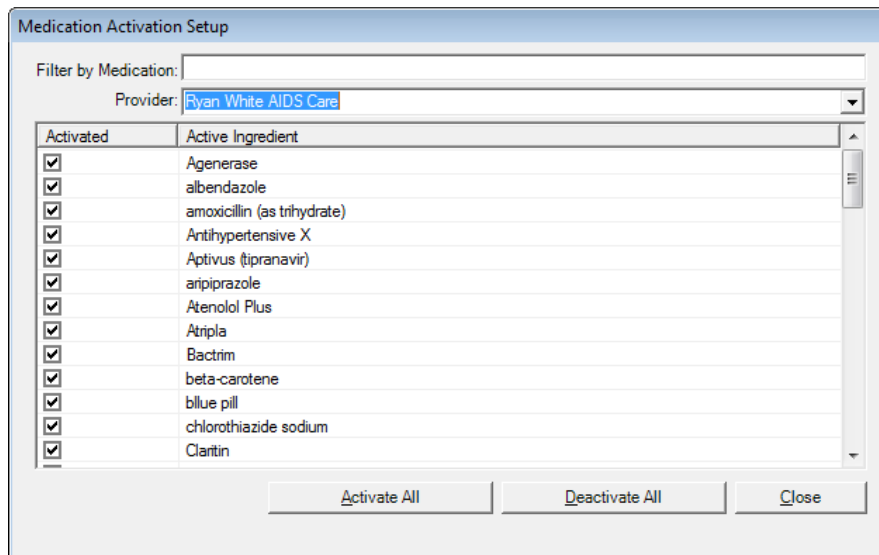 Medication Activation Setup
Filter by Medication:
Provider: Ryan White AIDS Care
Activated Active Ingredient
Agenerase
albendazole
amoxicillin (as trihydrate)
Antihypertensive X
Aptivus (tipranavir)
aripiprazole
Atenolol Plus
Atripla
Bactrim
beta-carotene
bllue pill
chlorothiazide sodium
Claritin
Activate All Deactivate All Close